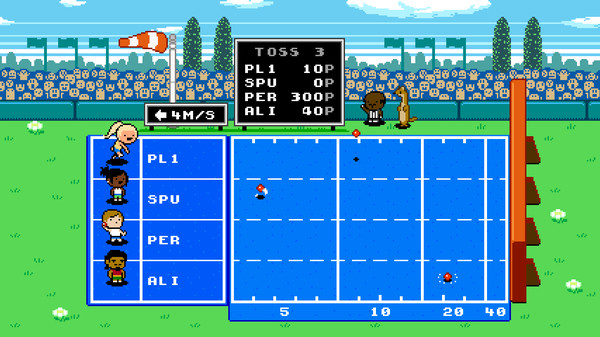 TOSS 3
PL1 10P
SPU 0P
PER 300P
ALI 40P
←4M/S
PL1
SPU
PER
ALI
5 10 20 40